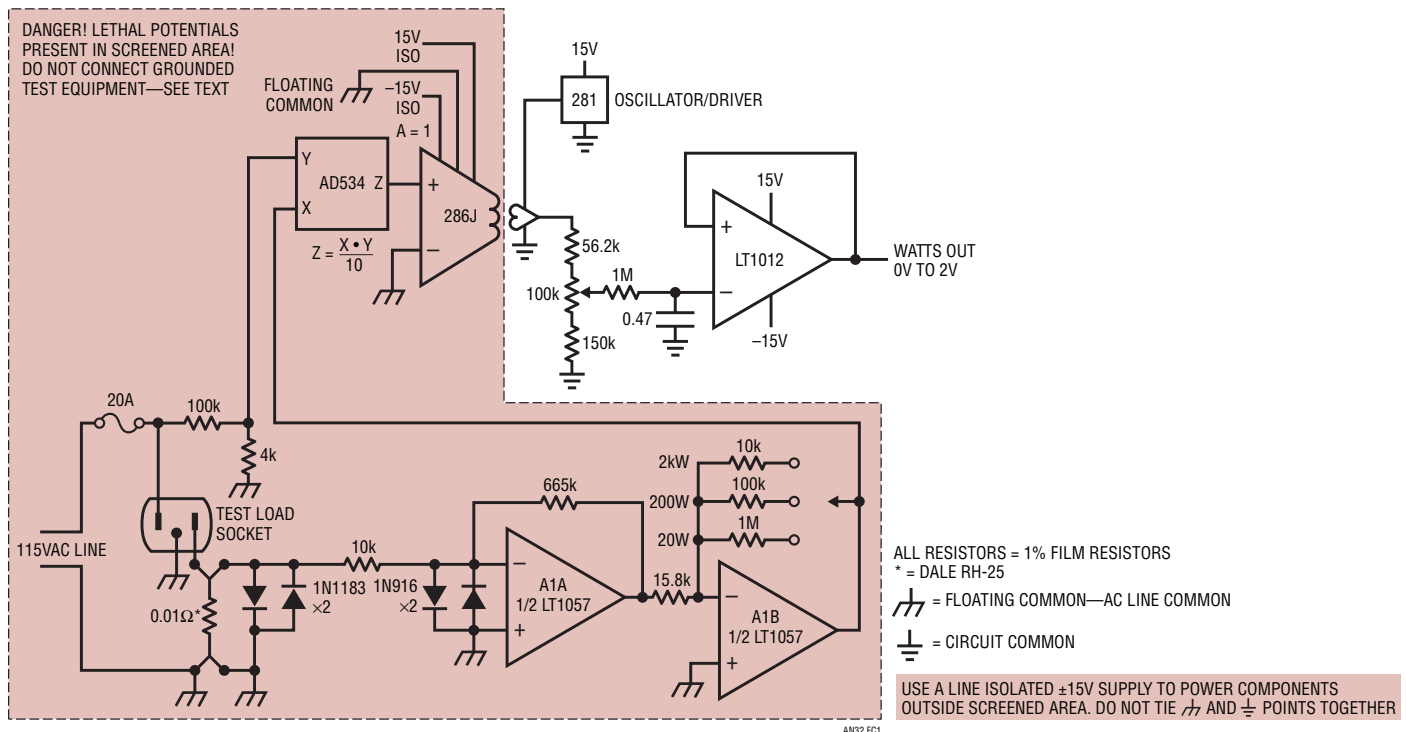 DANGER! LETHAL POTENTIALS
PRESENT IN SCREENED AREA!
DO NOT CONNECT GROUNDED
TEST EQUIPMENT—SEE TEXT
FLOATING
COMMON
15V
ISO
–15V
ISO
A = 1
15V
281
OSCILLATOR/DRIVER
Y
X
AD534
Z
Z = X • Y
10
+
–
286J
56.2k
100k
150k
1M
0.47
15V
+
–
LT1012
–15V
WATTS OUT
0V TO 2V
20A
100k
4k
TEST LOAD
SOCKET
115VAC LINE
0.01Ω*
1N1183
×2
10k
1N916
×2
665k
–
+
A1A
1/2 LT1057
15.8k
2kW
10k
200W
100k
20W
1M
–
+
A1B
1/2 LT1057
ALL RESISTORS = 1% FILM RESISTORS
* = DALE RH-25
= FLOATING COMMON—AC LINE COMMON
= CIRCUIT COMMON
USE A LINE ISOLATED ±15V SUPPLY TO POWER COMPONENTS
OUTSIDE SCREENED AREA. DO NOT TIE AND POINTS TOGETHER
AN32 FC1